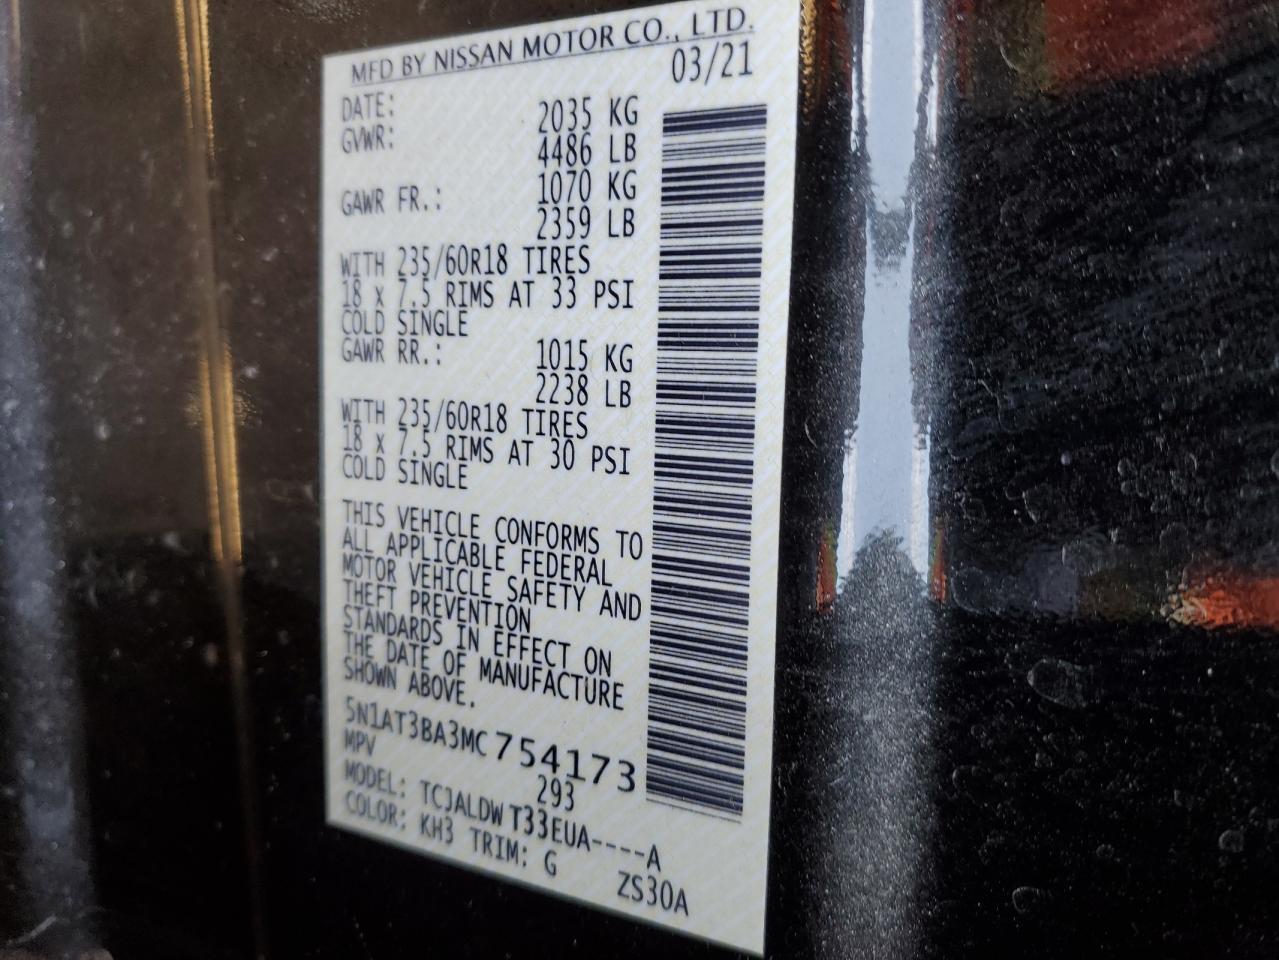 MFD BY NISSAN MOTOR CO., LTD.
DATE: 03/21
GVWR: 2035 KG
4486 LB
GAWR FR.: 1070 KG
2359 LB
WITH 235/60R18 TIRES
18 x 7.5 RIMS AT 33 PSI
COLD SINGLE
GAWR RR.: 1015 KG
2238 LB
WITH 235/60R18 TIRES
18 x 7.5 RIMS AT 30 PSI
COLD SINGLE
THIS VEHICLE CONFORMS TO
ALL APPLICABLE FEDERAL
MOTOR VEHICLE SAFETY AND
THEFT PREVENTION
STANDARDS IN EFFECT ON
THE DATE OF MANUFACTURE
SHOWN ABOVE.
5N1AT3BA3MC754173
MPV 293
MODEL: TCJALDWT33EUA----A
COLOR: KH3 TRIM: G ZS30A